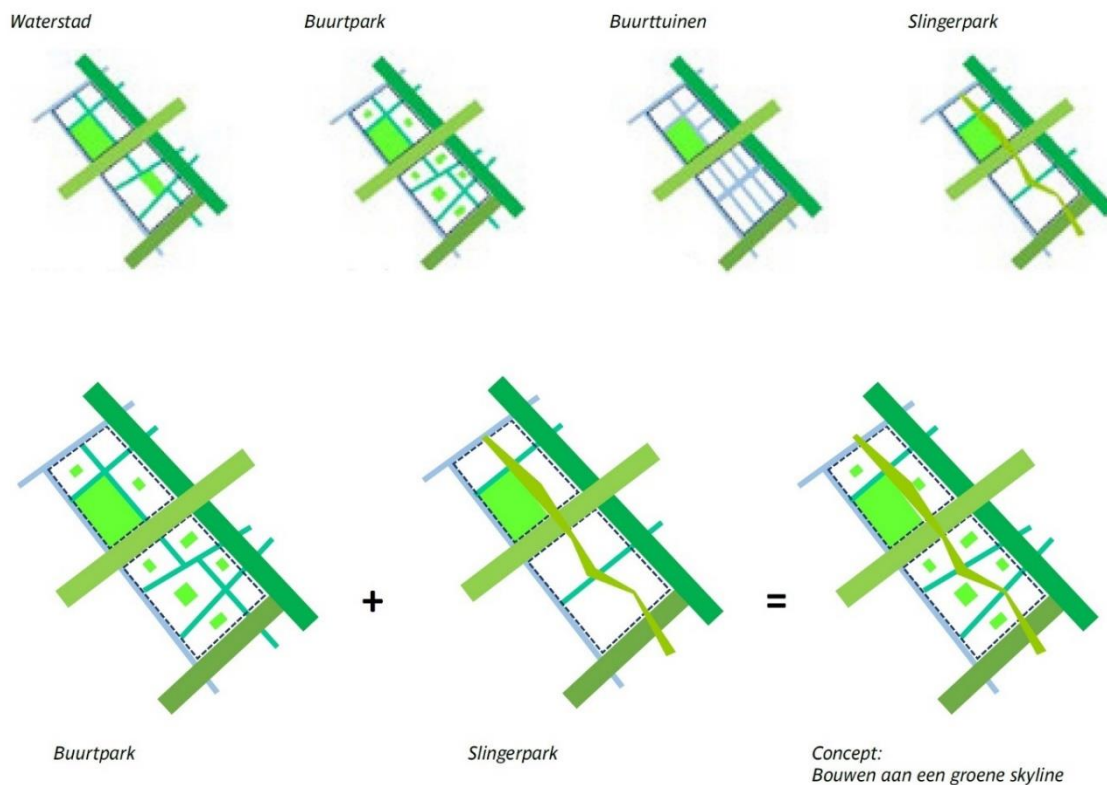 Waterstad
Buurtpark
Buurttuinen
Slingerpark
+
=
Buurtpark
Slingerpark
Concept:
Bouwen aan een groene skyline